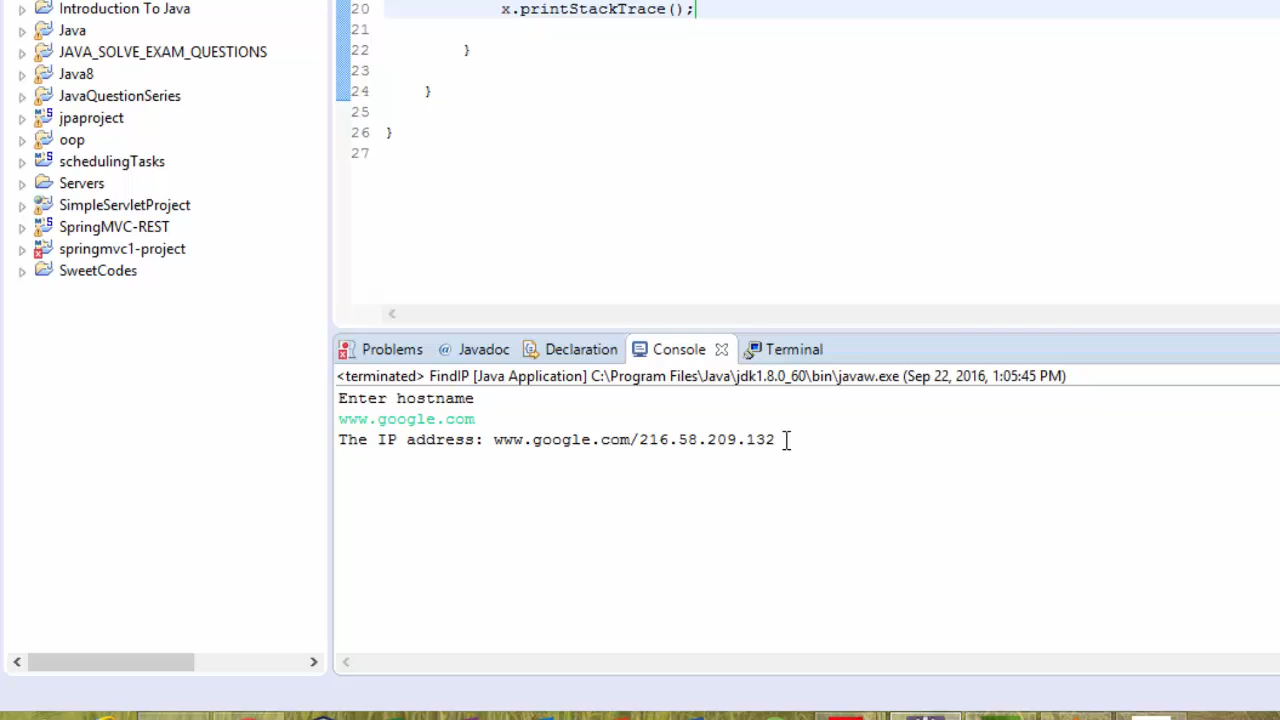 Introduction To Java
Java
JAVA_SOLVE_EXAM_QUESTIONS
Java8
JavaQuestionSeries
jpaproject
oop
schedulingTasks
Servers
SimpleServletProject
SpringMVC-REST
springmvc1-project
SweetCodes
20 x.printStackTrace();
21
22 }
23
24 }
25
26 }
27
Problems @ Javadoc Declaration Console Terminal
<terminated> FindIP [Java Application] C:\Program Files\Java\jdk1.8.0_60\bin\javaw.exe (Sep 22, 2016, 1:05:45 PM)
Enter hostname
www.google.com
The IP address: www.google.com/216.58.209.132